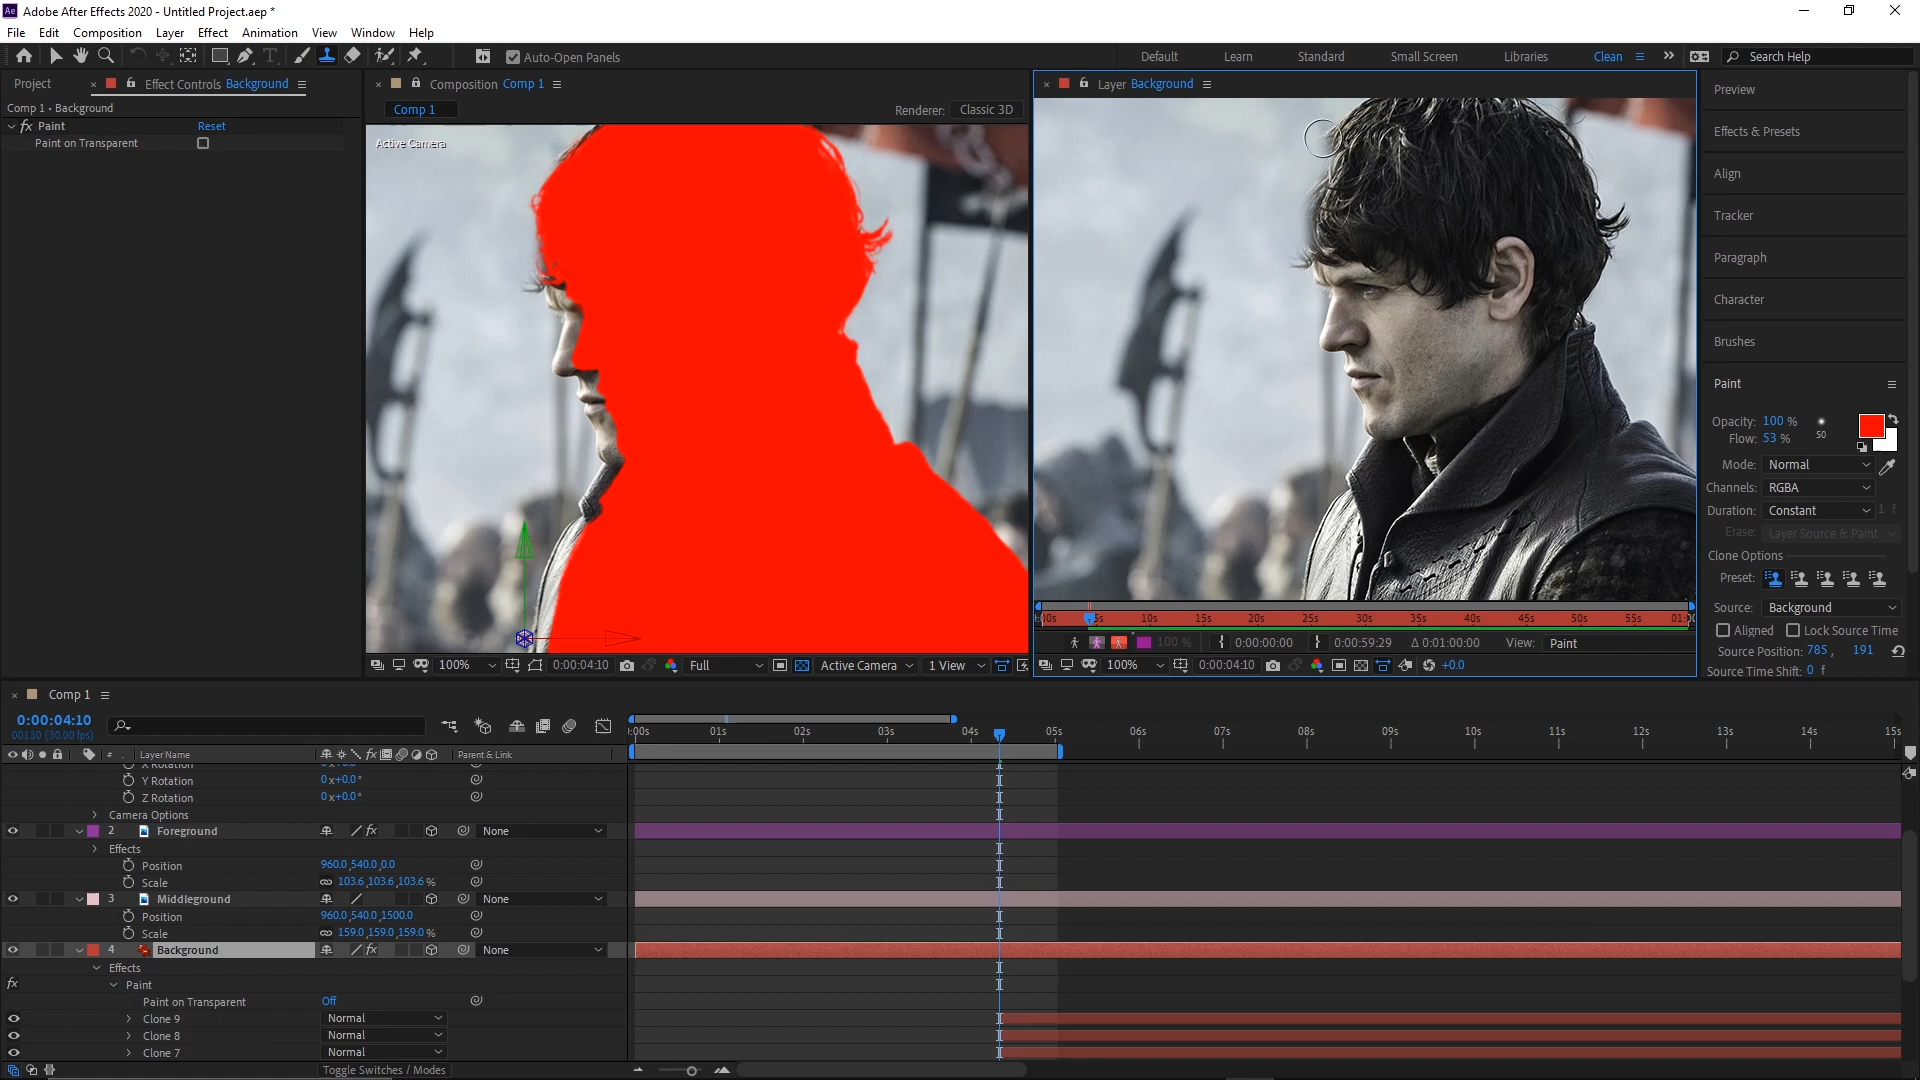 Ae Adobe After Effects 2020 - Untitled Project.aep *
File Edit Composition Layer Effect Animation View Window Help
Auto-Open Panels
Default Learn Standard Small Screen Libraries Clean Search Help
Project Effect Controls Background
Comp 1 • Background
fx Paint Reset
Paint on Transparent
Composition Comp 1
Comp 1
Renderer: Classic 3D
Active Camera
100% 0:00:04:10 Full Active Camera 1 View
Layer Background
5s 10s 15s 20s 25s 30s 35s 40s 45s 50s 55s
100 % 0:00:00:00 0:00:59:29 Δ 0:01:00:00 View: Paint
100% 0:00:04:10 +0.0
Preview
Effects & Presets
Align
Tracker
Paragraph
Character
Brushes
Paint
Opacity: 100 %
Flow: 53 %
50
Mode: Normal
Channels: RGBA
Duration: Constant 1 f
Erase: Layer Source & Paint
Clone Options
Preset:
Source: Background
Aligned Lock Source Time
Source Position: 785, 191
Source Time Shift: 0 f
Comp 1
0:00:04:10
00130 (30.00 fps)
:00s 01s 02s 03s 04s 05s 06s 07s 08s 09s 10s 11s 12s 13s 14s 15s
# Layer Name fx Parent & Link
X Rotation 0x+0.0°
Y Rotation 0x+0.0°
Z Rotation 0x+0.0°
Camera Options
2 Foreground fx None
Effects
Position 960.0,540.0,0.0
Scale 103.6,103.6,103.6%
3 Middleground None
Position 960.0,540.0,1500.0
Scale 159.0,159.0,159.0%
4 Background fx None
Effects
fx Paint
Paint on Transparent Off
Clone 9 Normal
Clone 8 Normal
Clone 7 Normal
Toggle Switches / Modes